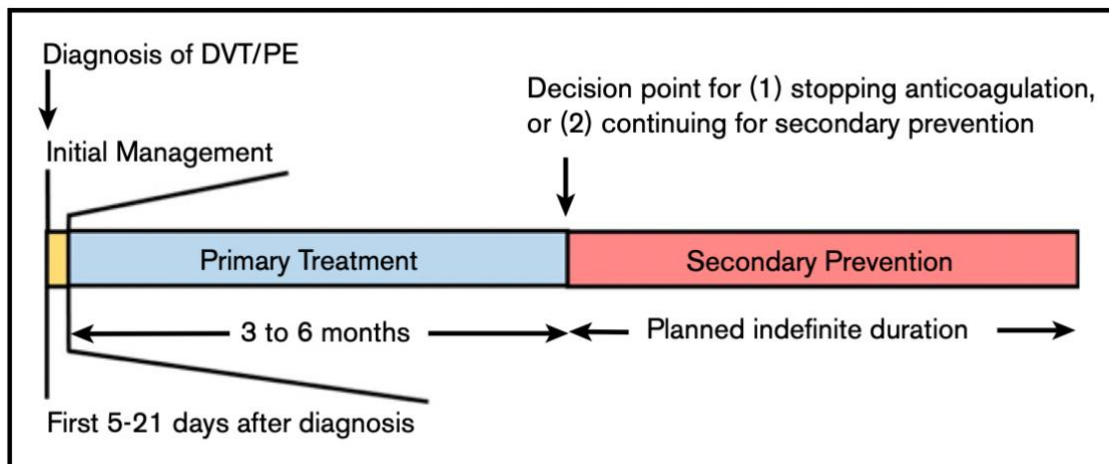 Diagnosis of DVT/PE
Decision point for (1) stopping anticoagulation,
or (2) continuing for secondary prevention
Initial Management
Primary Treatment
Secondary Prevention
3 to 6 months
Planned indefinite duration
First 5-21 days after diagnosis